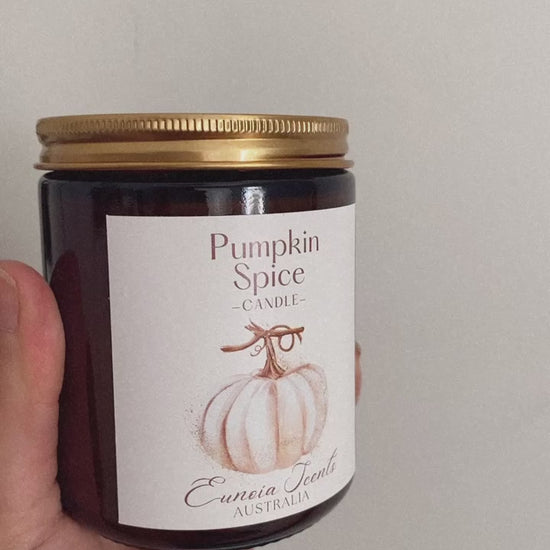 Pumpkin
Spice
–CANDLE–
Eunoia Scents
AUSTRALIA